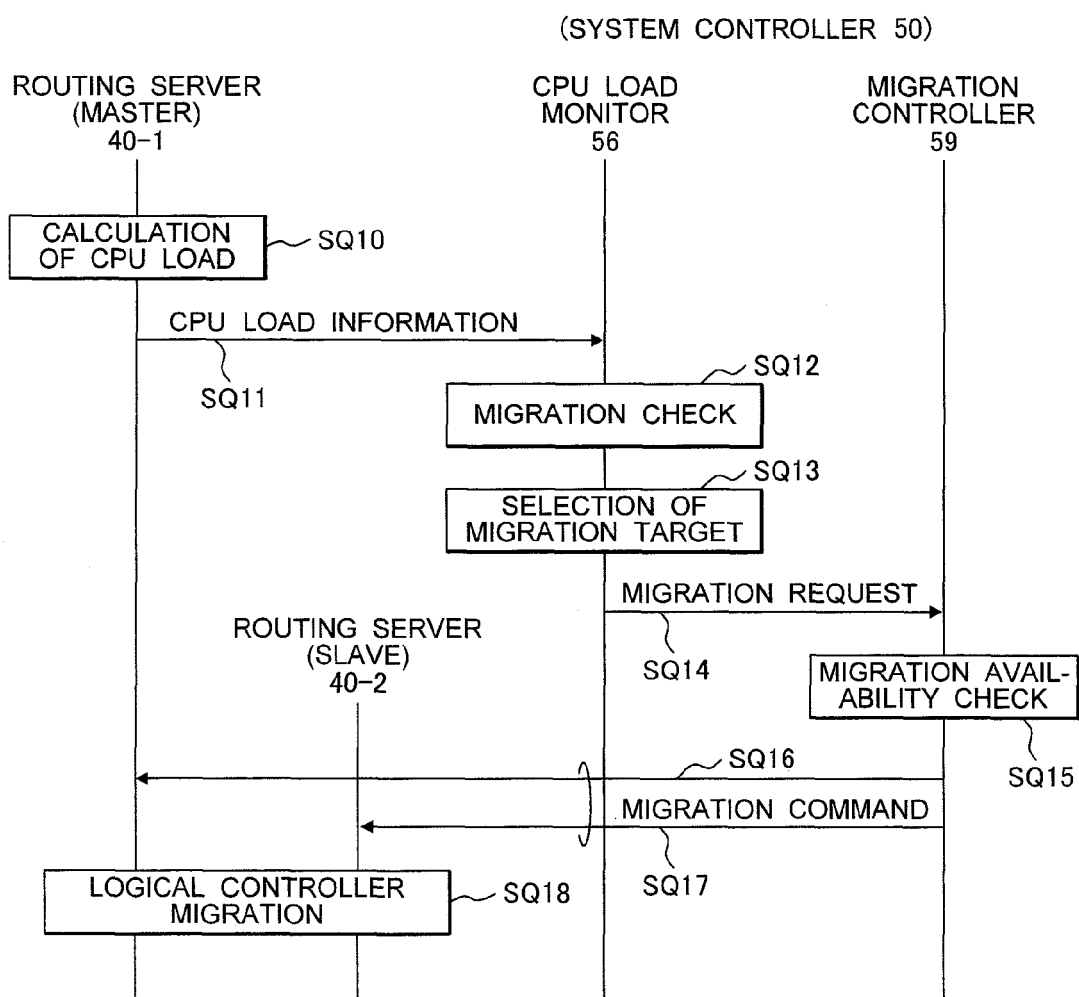 (SYSTEM CONTROLLER 50)
ROUTING SERVER
(MASTER)
40-1
CPU LOAD
MONITOR
56
MIGRATION
CONTROLLER
59
CALCULATION
OF CPU LOAD
SQ10
CPU LOAD INFORMATION
SQ11
SQ12
MIGRATION CHECK
SQ13
SELECTION OF
MIGRATION TARGET
MIGRATION REQUEST
SQ14
ROUTING SERVER
(SLAVE)
40-2
MIGRATION AVAIL-
ABILITY CHECK
SQ15
SQ16
MIGRATION COMMAND
SQ17
LOGICAL CONTROLLER
MIGRATION
SQ18